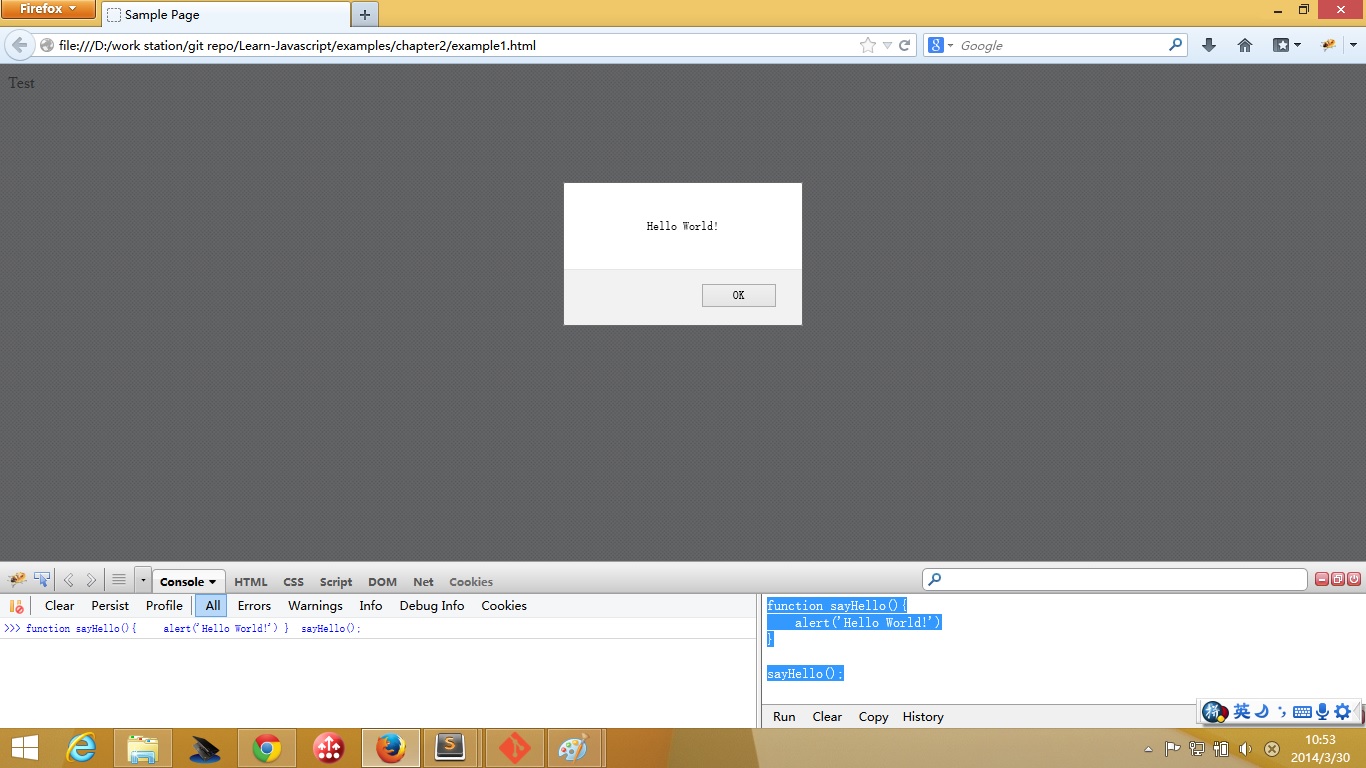 Firefox
Sample Page
file:///D:/work station/git repo/Learn-Javascript/examples/chapter2/example1.html
Google
Test
Hello World!
OK
Console HTML CSS Script DOM Net Cookies
Clear Persist Profile All Errors Warnings Info Debug Info Cookies
>>> function sayHello(){ alert('Hello World!') } sayHello();
function sayHello(){
alert('Hello World!')
}
sayHello();
Run Clear Copy History
英
10:53
2014/3/30